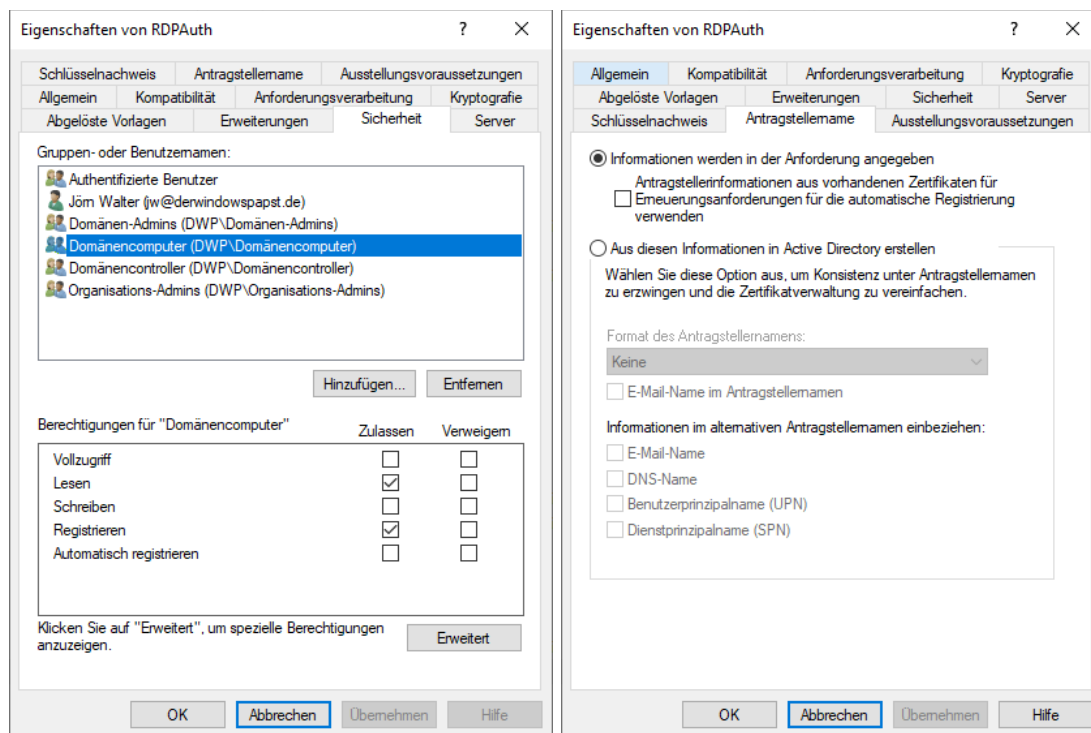 Eigenschaften von RDPAuth
Schlüsselnachweis Antragstellername Ausstellungsvoraussetzungen
Allgemein Kompatibilität Anforderungsverarbeitung Kryptografie
Abgelöste Vorlagen Erweiterungen Sicherheit Server
Gruppen- oder Benutzernamen:
Authentifizierte Benutzer
Jörn Walter (jw@derwindowspapst.de)
Domänen-Admins (DWP\Domänen-Admins)
Domänencomputer (DWP\Domänencomputer)
Domänencontroller (DWP\Domänencontroller)
Organisations-Admins (DWP\Organisations-Admins)
Hinzufügen... Entfernen
Berechtigungen für "Domänencomputer" Zulassen Verweigern
Vollzugriff
Lesen
Schreiben
Registrieren
Automatisch registrieren
Klicken Sie auf "Erweitert", um spezielle Berechtigungen
anzuzeigen.
Erweitert
OK Abbrechen Übernehmen Hilfe
Eigenschaften von RDPAuth
Allgemein Kompatibilität Anforderungsverarbeitung Kryptografie
Abgelöste Vorlagen Erweiterungen Sicherheit Server
Schlüsselnachweis Antragstellername Ausstellungsvoraussetzungen
Informationen werden in der Anforderung angegeben
Antragstellerinformationen aus vorhandenen Zertifikaten für
Erneuerungsanforderungen für die automatische Registrierung
verwenden
Aus diesen Informationen in Active Directory erstellen
Wählen Sie diese Option aus, um Konsistenz unter Antragstellernamen
zu erzwingen und die Zertifikatverwaltung zu vereinfachen.
Format des Antragstellernamens:
Keine
E-Mail-Name im Antragstellernamen
Informationen im alternativen Antragstellernamen einbeziehen:
E-Mail-Name
DNS-Name
Benutzerprinzipalname (UPN)
Dienstprinzipalname (SPN)
OK Abbrechen Übernehmen Hilfe